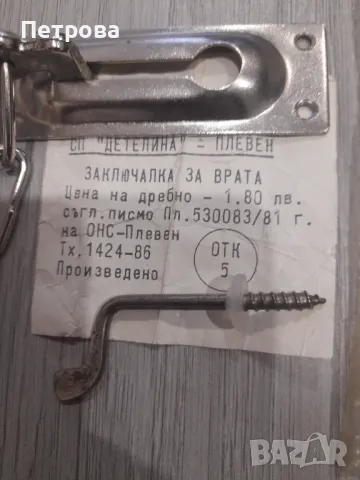 Петрова
СП "ДЕТЕЛИНА" – ПЛЕВЕН
ЗАКЛЮЧАЛКА ЗА ВРАТА
Цена на дребно – 1.80 лв.
съгл.писмо Пл.530083/81 г.
на ОНС–Плевен
Тх.1424–86
Произведено
ОТК
5
BAZAR